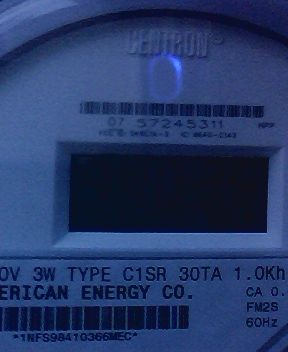 CENTRON®
07 57245311
0V 3W TYPE C1SR 30TA 1.0Kh
ERICAN ENERGY CO.
CA 0.
FM2S
60Hz
*1NFS98410366MEC*